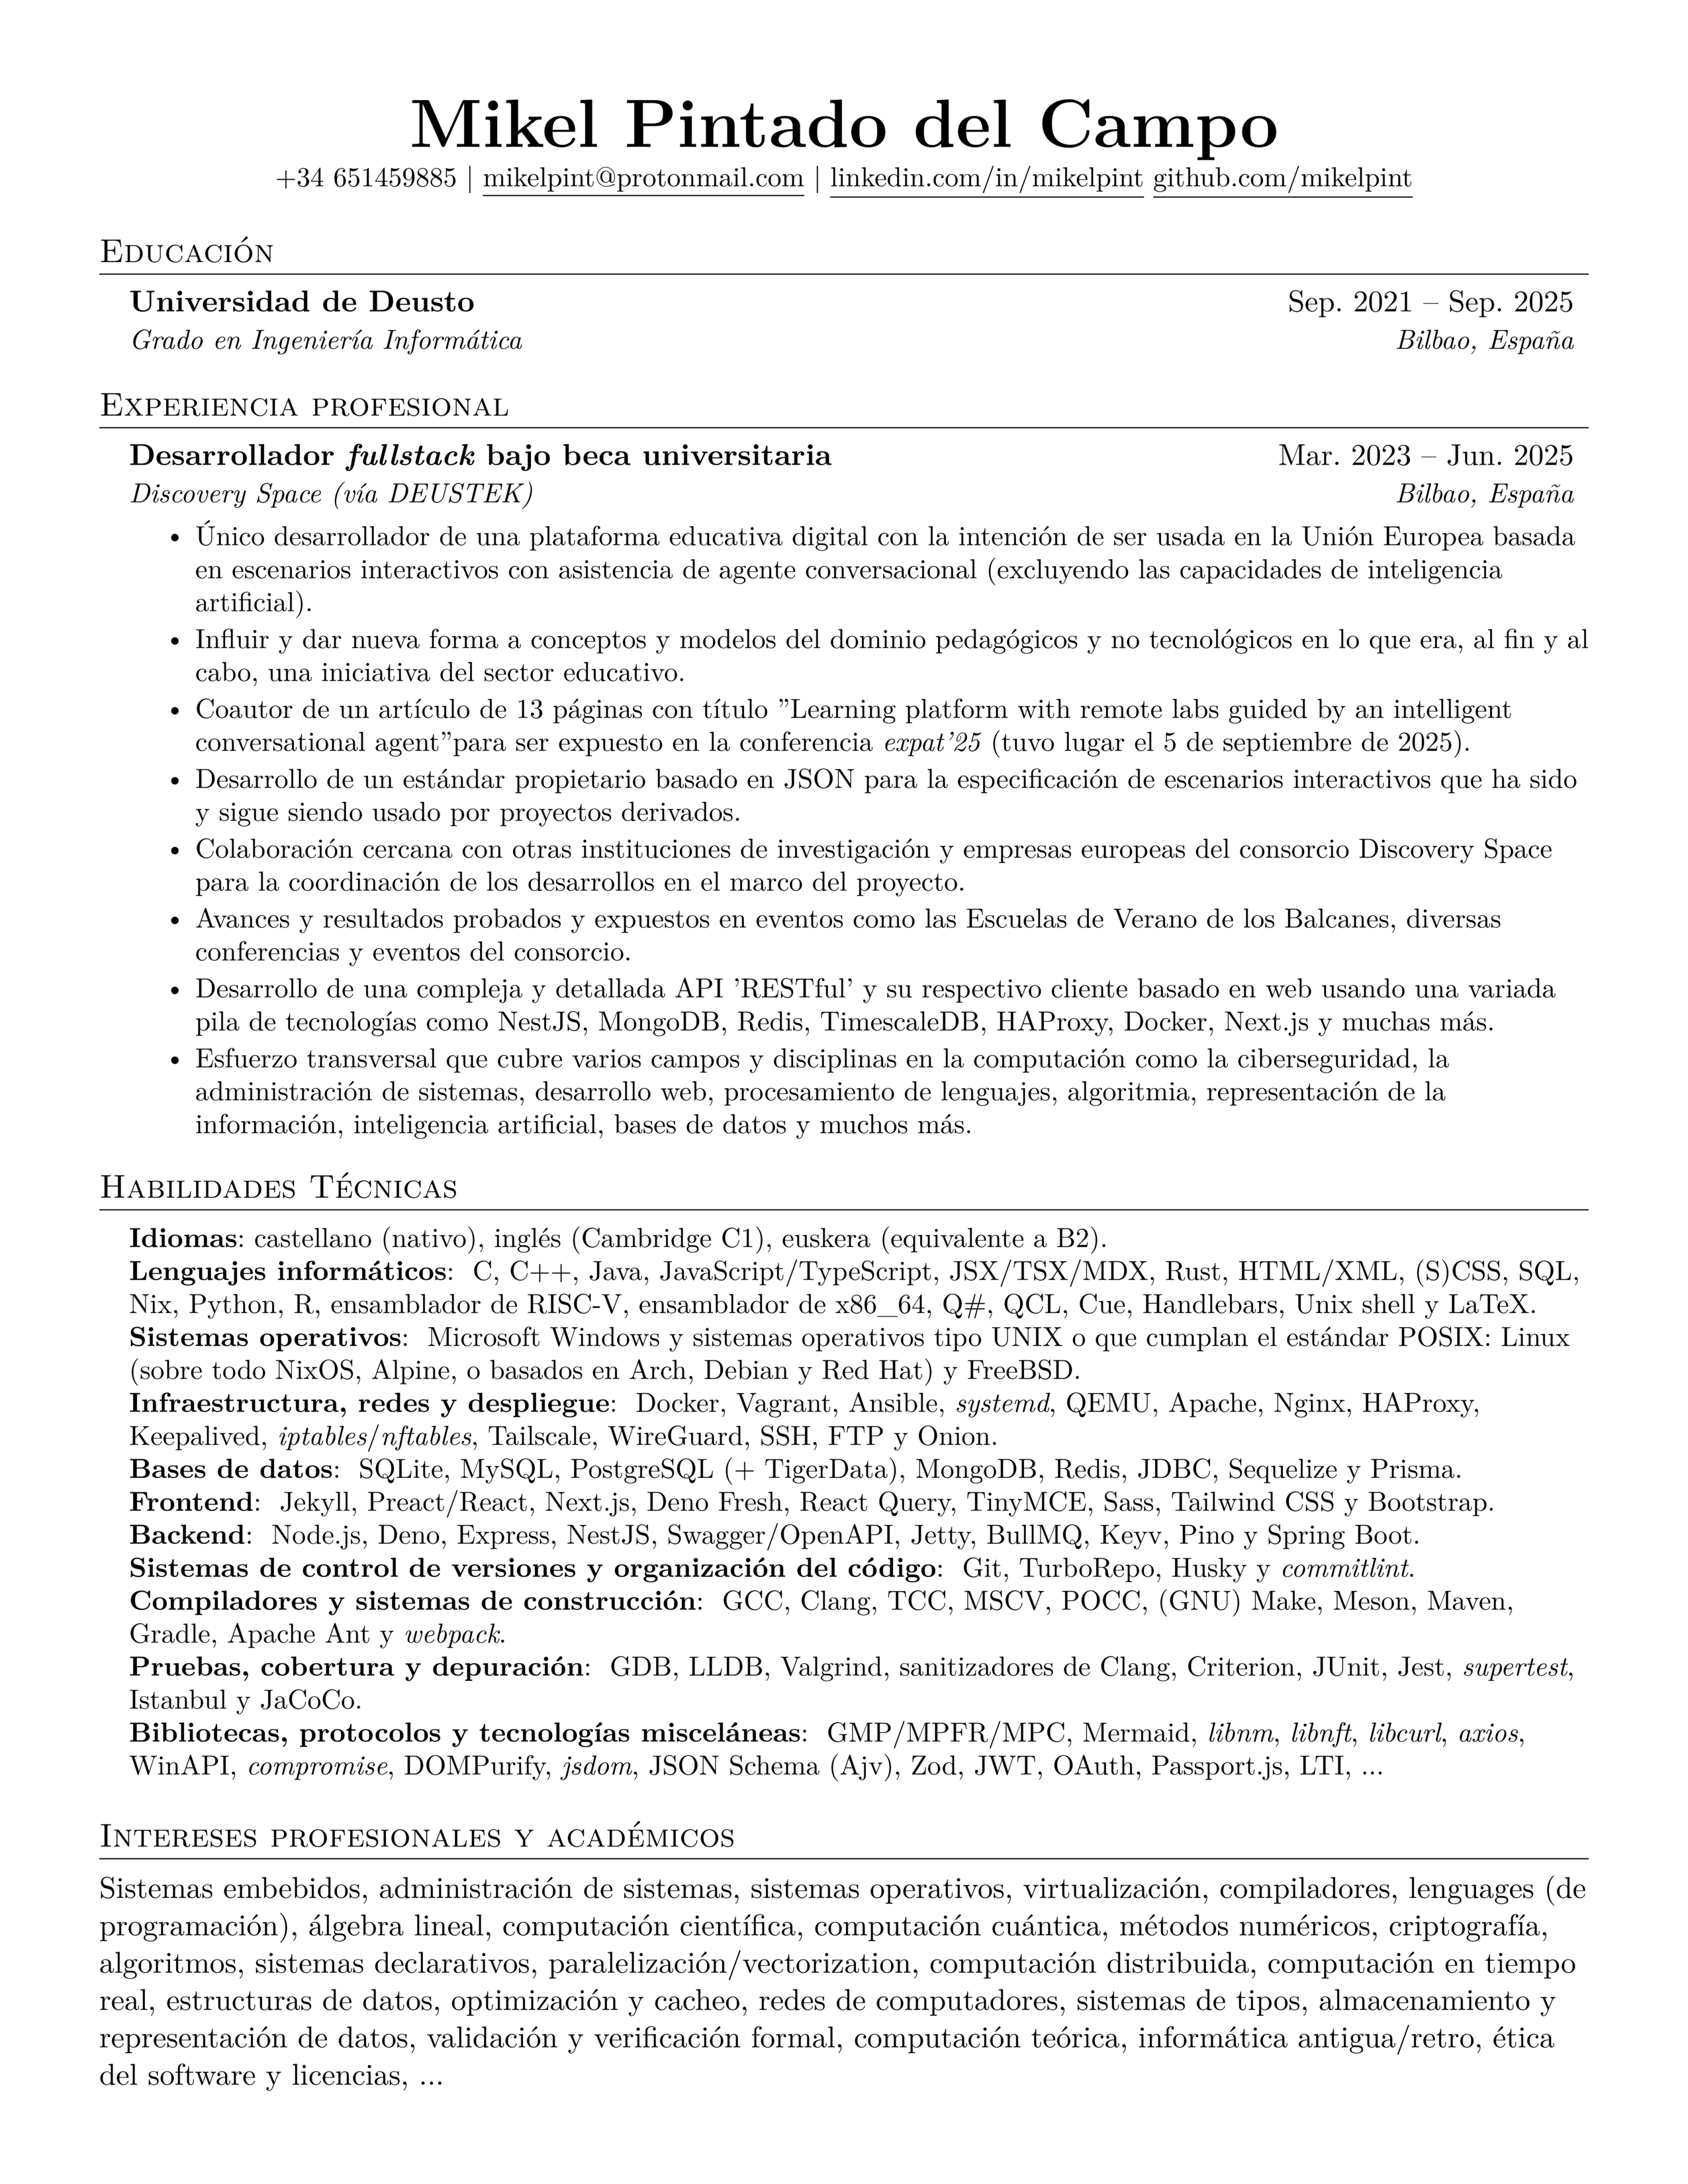 Mikel Pintado del Campo
+34 651459885 | mikelpint@protonmail.com | linkedin.com/in/mikelpint github.com/mikelpint
Educación
Universidad de Deusto Sep. 2021 – Sep. 2025
Grado en Ingeniería Informática Bilbao, España
Experiencia profesional
Desarrollador fullstack bajo beca universitaria Mar. 2023 – Jun. 2025
Discovery Space (vía DEUSTEK) Bilbao, España
• Único desarrollador de una plataforma educativa digital con la intención de ser usada en la Unión Europea basada
en escenarios interactivos con asistencia de agente conversacional (excluyendo las capacidades de inteligencia
artificial).
• Influir y dar nueva forma a conceptos y modelos del dominio pedagógicos y no tecnológicos en lo que era, al fin y al
cabo, una iniciativa del sector educativo.
• Coautor de un artículo de 13 páginas con título ”Learning platform with remote labs guided by an intelligent
conversational agent”para ser expuesto en la conferencia expat’25 (tuvo lugar el 5 de septiembre de 2025).
• Desarrollo de un estándar propietario basado en JSON para la especificación de escenarios interactivos que ha sido
y sigue siendo usado por proyectos derivados.
• Colaboración cercana con otras instituciones de investigación y empresas europeas del consorcio Discovery Space
para la coordinación de los desarrollos en el marco del proyecto.
• Avances y resultados probados y expuestos en eventos como las Escuelas de Verano de los Balcanes, diversas
conferencias y eventos del consorcio.
• Desarrollo de una compleja y detallada API ’RESTful’ y su respectivo cliente basado en web usando una variada
pila de tecnologías como NestJS, MongoDB, Redis, TimescaleDB, HAProxy, Docker, Next.js y muchas más.
• Esfuerzo transversal que cubre varios campos y disciplinas en la computación como la ciberseguridad, la
administración de sistemas, desarrollo web, procesamiento de lenguajes, algoritmia, representación de la
información, inteligencia artificial, bases de datos y muchos más.
Habilidades Técnicas
Idiomas: castellano (nativo), inglés (Cambridge C1), euskera (equivalente a B2).
Lenguajes informáticos: C, C++, Java, JavaScript/TypeScript, JSX/TSX/MDX, Rust, HTML/XML, (S)CSS, SQL,
Nix, Python, R, ensamblador de RISC-V, ensamblador de x86_64, Q#, QCL, Cue, Handlebars, Unix shell y LaTeX.
Sistemas operativos: Microsoft Windows y sistemas operativos tipo UNIX o que cumplan el estándar POSIX: Linux
(sobre todo NixOS, Alpine, o basados en Arch, Debian y Red Hat) y FreeBSD.
Infraestructura, redes y despliegue: Docker, Vagrant, Ansible, systemd, QEMU, Apache, Nginx, HAProxy,
Keepalived, iptables/nftables, Tailscale, WireGuard, SSH, FTP y Onion.
Bases de datos: SQLite, MySQL, PostgreSQL (+ TigerData), MongoDB, Redis, JDBC, Sequelize y Prisma.
Frontend: Jekyll, Preact/React, Next.js, Deno Fresh, React Query, TinyMCE, Sass, Tailwind CSS y Bootstrap.
Backend: Node.js, Deno, Express, NestJS, Swagger/OpenAPI, Jetty, BullMQ, Keyv, Pino y Spring Boot.
Sistemas de control de versiones y organización del código: Git, TurboRepo, Husky y commitlint.
Compiladores y sistemas de construcción: GCC, Clang, TCC, MSCV, POCC, (GNU) Make, Meson, Maven,
Gradle, Apache Ant y webpack.
Pruebas, cobertura y depuración: GDB, LLDB, Valgrind, sanitizadores de Clang, Criterion, JUnit, Jest, supertest,
Istanbul y JaCoCo.
Bibliotecas, protocolos y tecnologías misceláneas: GMP/MPFR/MPC, Mermaid, libnm, libnft, libcurl, axios,
WinAPI, compromise, DOMPurify, jsdom, JSON Schema (Ajv), Zod, JWT, OAuth, Passport.js, LTI, ...
Intereses profesionales y académicos
Sistemas embebidos, administración de sistemas, sistemas operativos, virtualización, compiladores, lenguages (de
programación), álgebra lineal, computación científica, computación cuántica, métodos numéricos, criptografía,
algoritmos, sistemas declarativos, paralelización/vectorization, computación distribuida, computación en tiempo
real, estructuras de datos, optimización y cacheo, redes de computadores, sistemas de tipos, almacenamiento y
representación de datos, validación y verificación formal, computación teórica, informática antigua/retro, ética
del software y licencias, ...